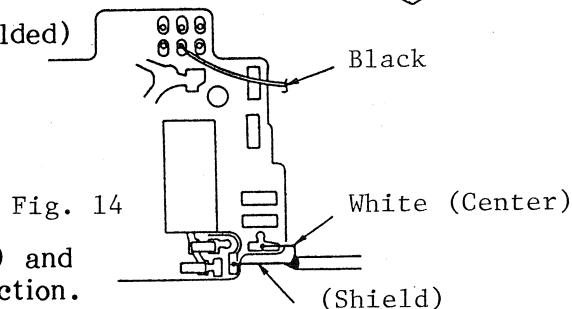 lded)
Black
Fig. 14
White (Center)
) and
ction.
(Shield)